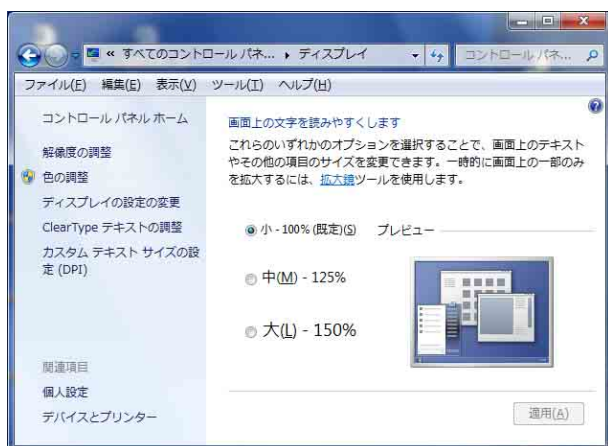 « すべてのコントロール パネ... ▸ ディスプレイ
コントロール パネ...
ファイル(F) 編集(E) 表示(V) ツール(T) ヘルプ(H)
コントロール パネル ホーム
解像度の調整
色の調整
ディスプレイの設定の変更
ClearType テキストの調整
カスタム テキスト サイズの設
定 (DPI)
関連項目
個人設定
デバイスとプリンター
画面上の文字を読みやすくします
これらのいずれかのオプションを選択することで、画面上のテキスト
やその他の項目のサイズを変更できます。一時的に画面上の一部のみ
を拡大するには、拡大鏡ツールを使用します。
小 - 100% (既定)(S) プレビュー
中(M) - 125%
大(L) - 150%
適用(A)